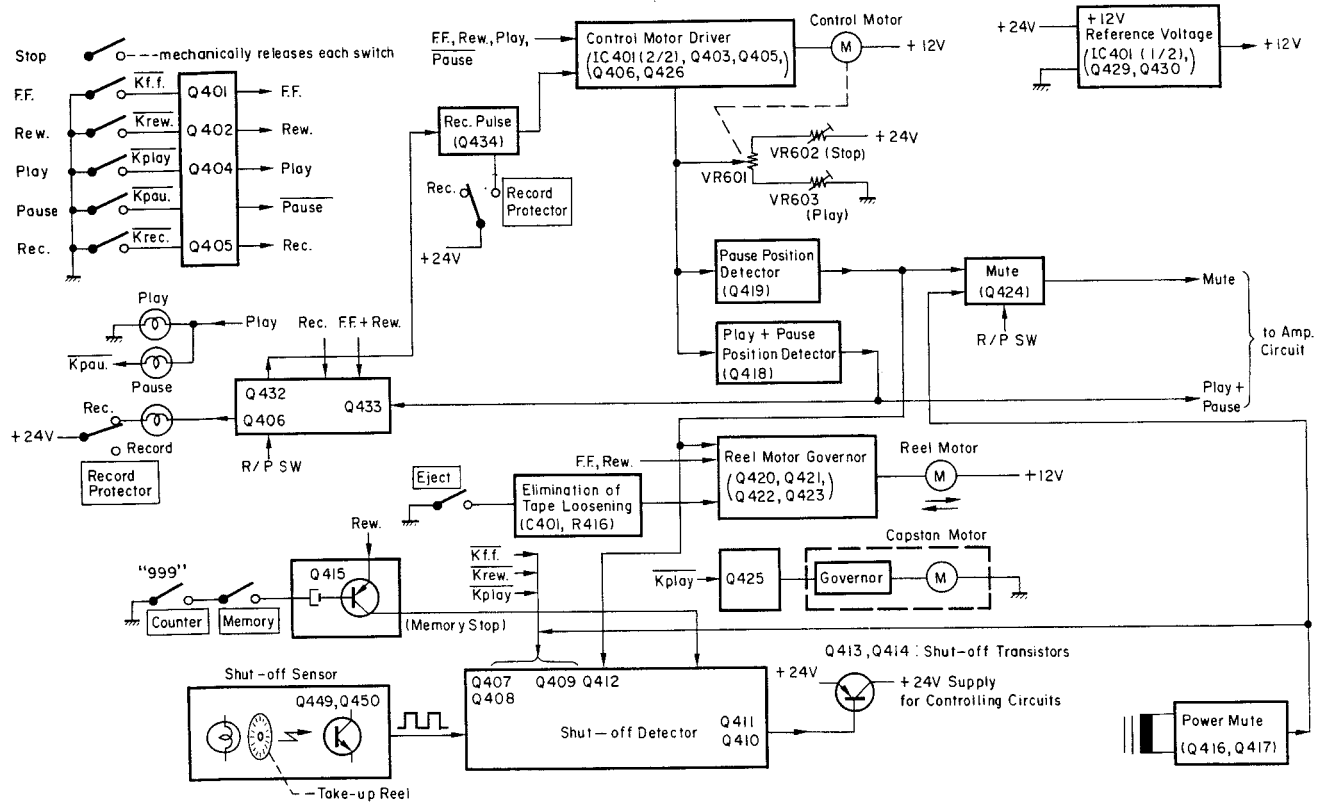 Stop
mechanically releases each switch
F.F.
Kf.f.
Q401
F.F.
Rew.
Krew.
Q402
Rew.
Play
Kplay
Q404
Play
Pause
Kpau.
Pause
Rec.
Krec.
Q405
Rec.
F.F., Rew., Play,
Pause
Control Motor Driver
(IC401 (2/2), Q403, Q405,)
(Q406, Q426)
Control Motor
M
+12V
+24V
+12V
Reference Voltage
(IC401 (1/2),)
(Q429, Q430)
+12V
Rec. Pulse
(Q434)
Rec.
Record
Protector
+24V
+24V
VR602 (Stop)
VR601
VR603
(Play)
Pause Position
Detector
(Q419)
Mute
(Q424)
Mute
R/P SW
to Amp.
Circuit
Play + Pause
Position Detector
(Q418)
Play +
Pause
Play
Play
Kpau.
Pause
Rec.
F.F. + Rew.
Q432
Q406
Q433
R/P SW
Rec.
+24V
Record
Record
Protector
F.F., Rew.
Reel Motor Governor
(Q420, Q421,)
(Q422, Q423)
Reel Motor
M
+12V
Eject
Elimination of
Tape Loosening
(C401, R416)
Rew.
Q415
"999"
Counter
Memory
(Memory Stop)
Kf.f.
Krew.
Kplay
Kplay
Q425
Capstan Motor
Governor
M
Shut-off Sensor
Q449, Q450
Take-up Reel
Q407
Q408
Q409
Q412
Q411
Q410
Shut-off Detector
Q413, Q414 : Shut-off Transistors
+24V
+24V Supply
for Controlling Circuits
Power Mute
(Q416, Q417)